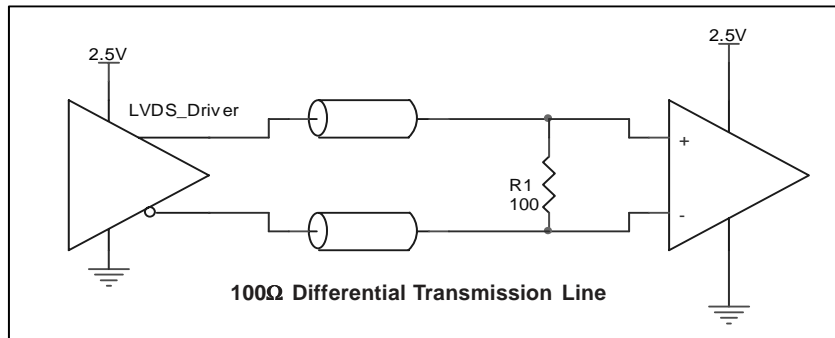 2.5V
2.5V
LVDS_Driver
+
R1
100
-
100Ω Differential Transmission Line